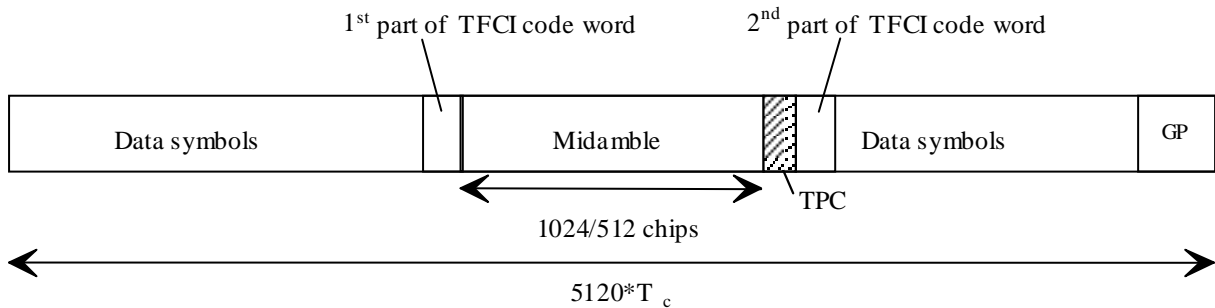 1st part of TFCI code word
2nd part of TFCI code word
Data symbols
Midamble
Data symbols
GP
TPC
1024/512 chips
5120*T c